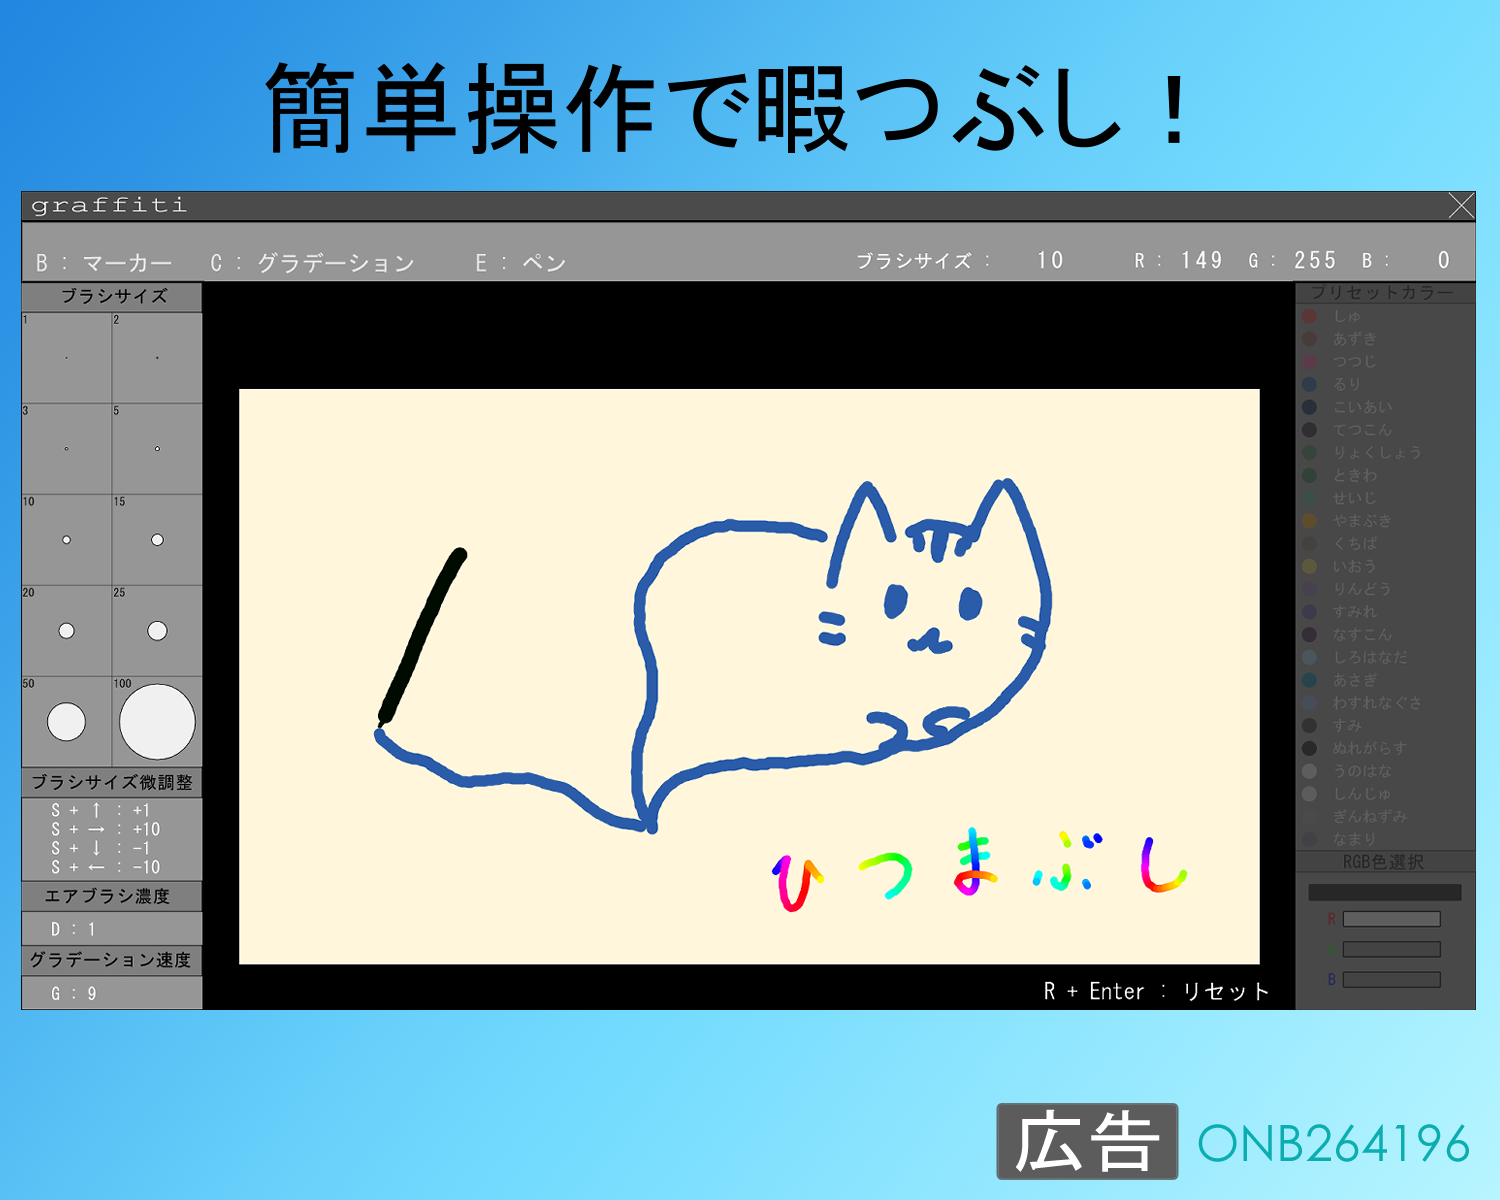 簡単操作で暇つぶし！
graffiti
B : マーカー C : グラデーション E : ペン ブラシサイズ : 10 R : 149 G : 255 B : 0
ブラシサイズ
1 2
3 5
10 15
20 25
50 100
ブラシサイズ微調整
S + ↑ : +1
S + → : +10
S + ↓ : -1
S + ← : -10
エアブラシ濃度
D : 1
グラデーション速度
G : 9
ひつまぶし
R + Enter : リセット
プリセットカラー
しゅ
あずき
つつじ
るり
こいあい
てつこん
りょくしょう
ときわ
せいじ
やまぶき
くちば
いおう
りんどう
すみれ
なすこん
しろはなだ
あさぎ
わすれなぐさ
すみ
ぬれがらす
うのはな
しんじゅ
ぎんねずみ
なまり
RGB色選択
R
G
B
広告 ONB264196